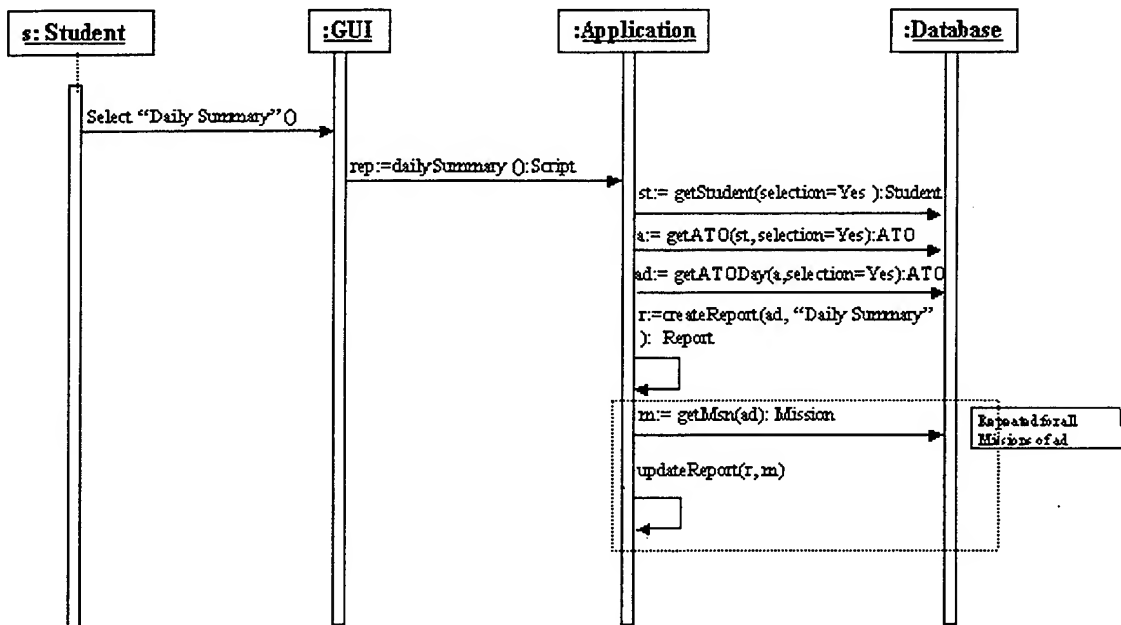 s: Student
:GUI
:Application
:Database
Select “Daily Summary”()
rep:=dailySummary ():Script
st:= getStudent(selection=Yes ):Student
a:= getATO(st, selection=Yes):ATO
ad:= getATODay(a,selection=Yes):ATO
r:=createReport(ad, “Daily Summary”
): Report
m:= getMsn(ad): Mission
Repeated for all
Missions of ad
updateReport(r, m)